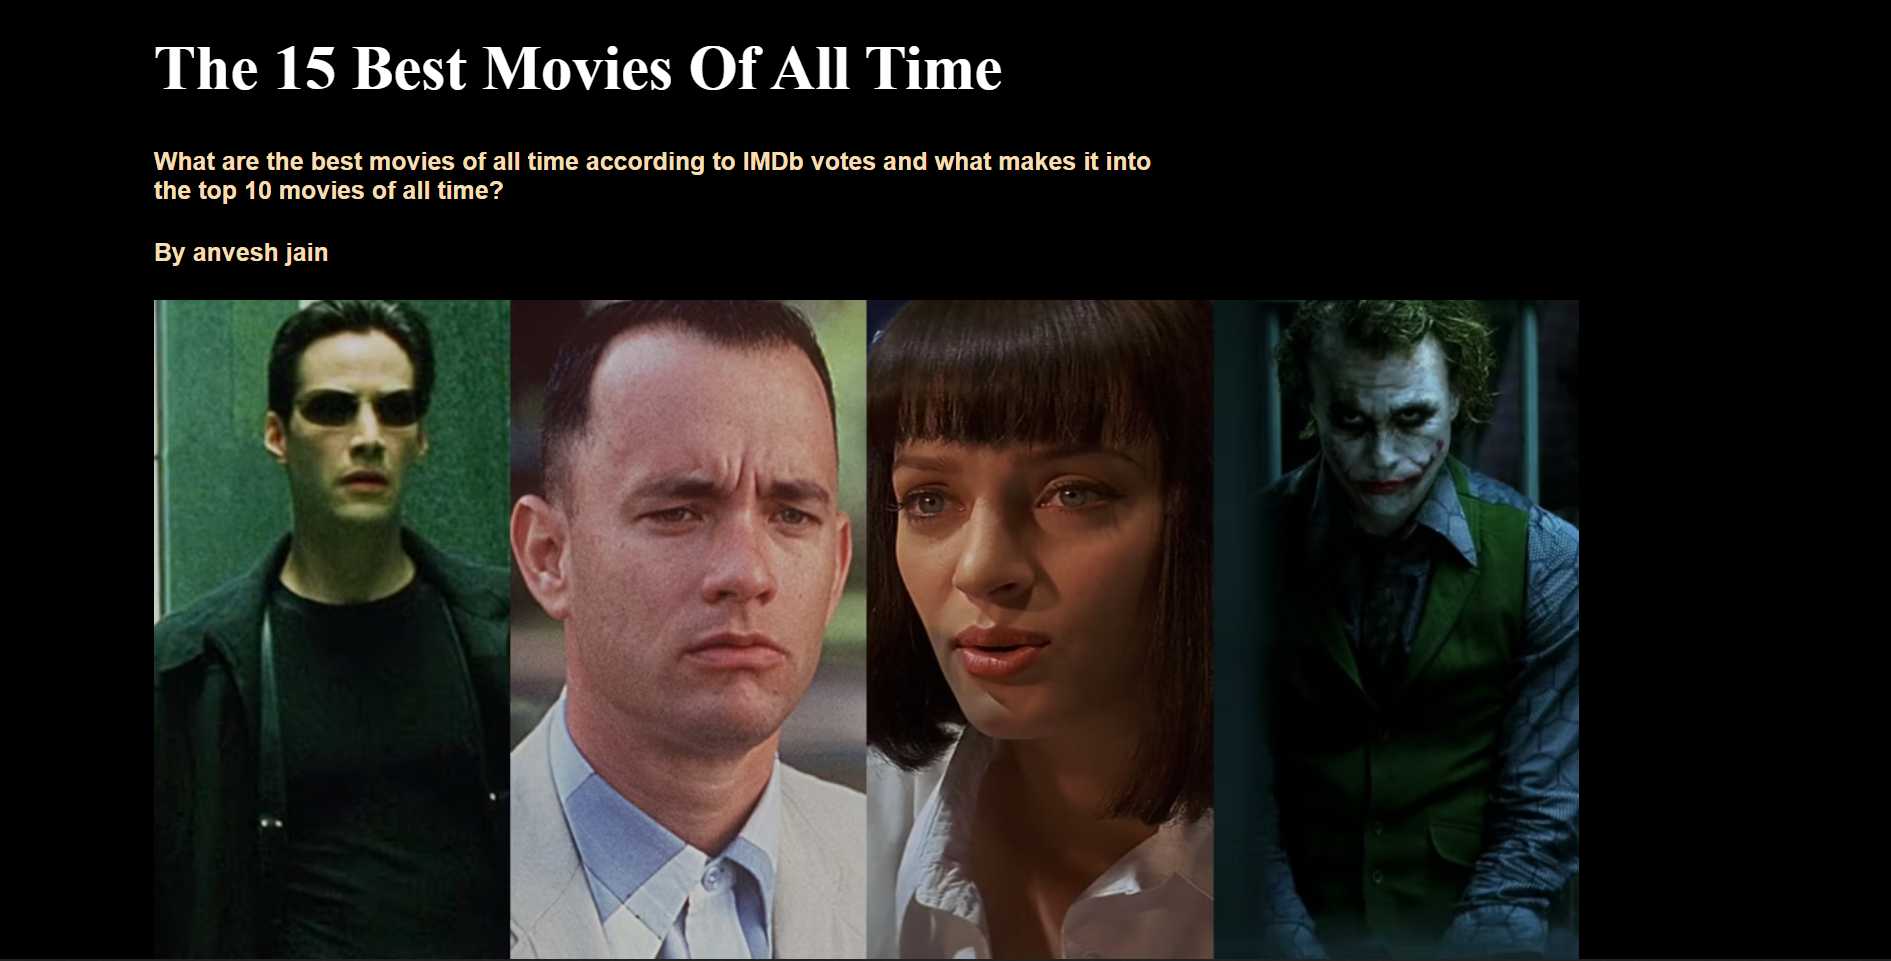 The 15 Best Movies Of All Time
What are the best movies of all time according to IMDb votes and what makes it into
the top 10 movies of all time?
By anvesh jain